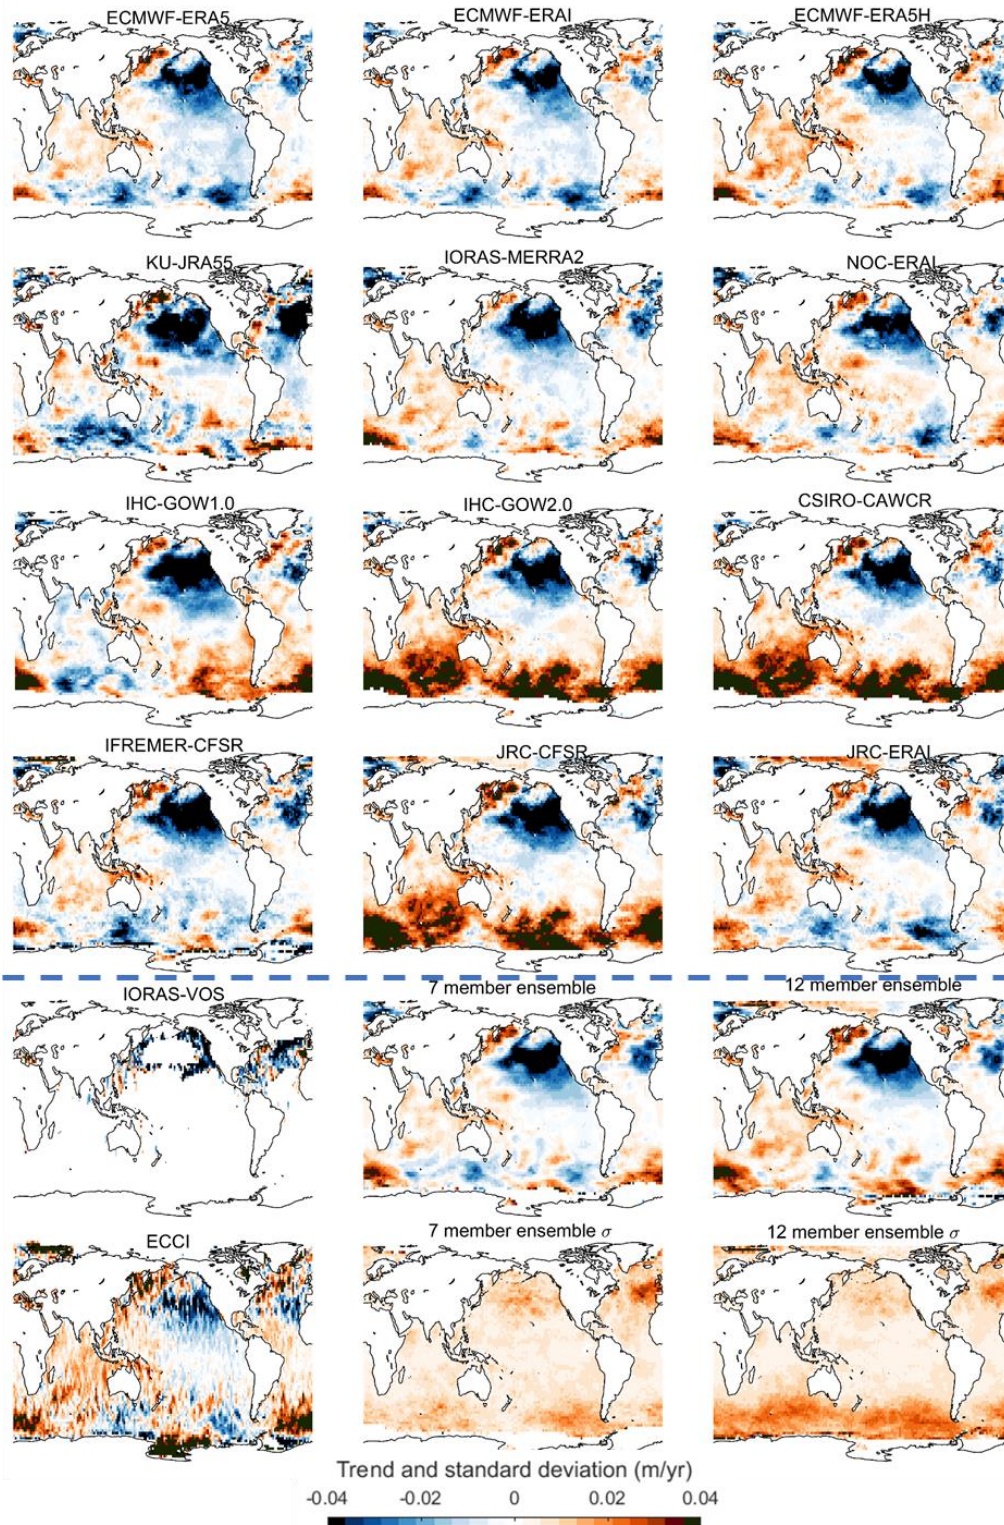 ECMWF-ERA5
ECMWF-ERAI
ECMWF-ERA5H
KU-JRA55
IORAS-MERRA2
NOC-ERAI
IHC-GOW1.0
IHC-GOW2.0
CSIRO-CAWCR
IFREMER-CFSR
JRC-CFSR
JRC-ERAI
IORAS-VOS
7 member ensemble
12 member ensemble
ECCI
7 member ensemble σ
12 member ensemble σ
Trend and standard deviation (m/yr)
-0.04 -0.02 0 0.02 0.04